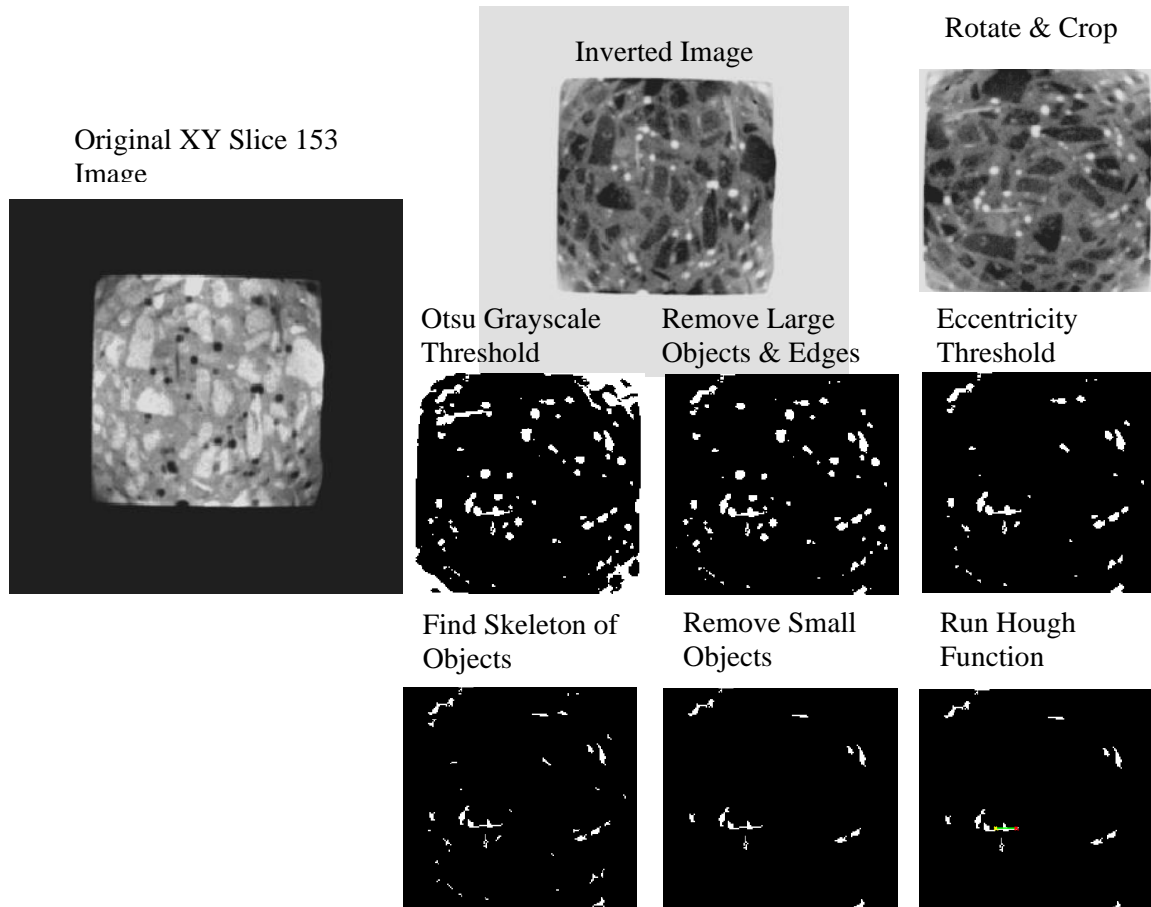 Original XY Slice 153
Image
Inverted Image
Rotate & Crop
Otsu Grayscale
Threshold
Remove Large
Objects & Edges
Eccentricity
Threshold
Find Skeleton of
Objects
Remove Small
Objects
Run Hough
Function